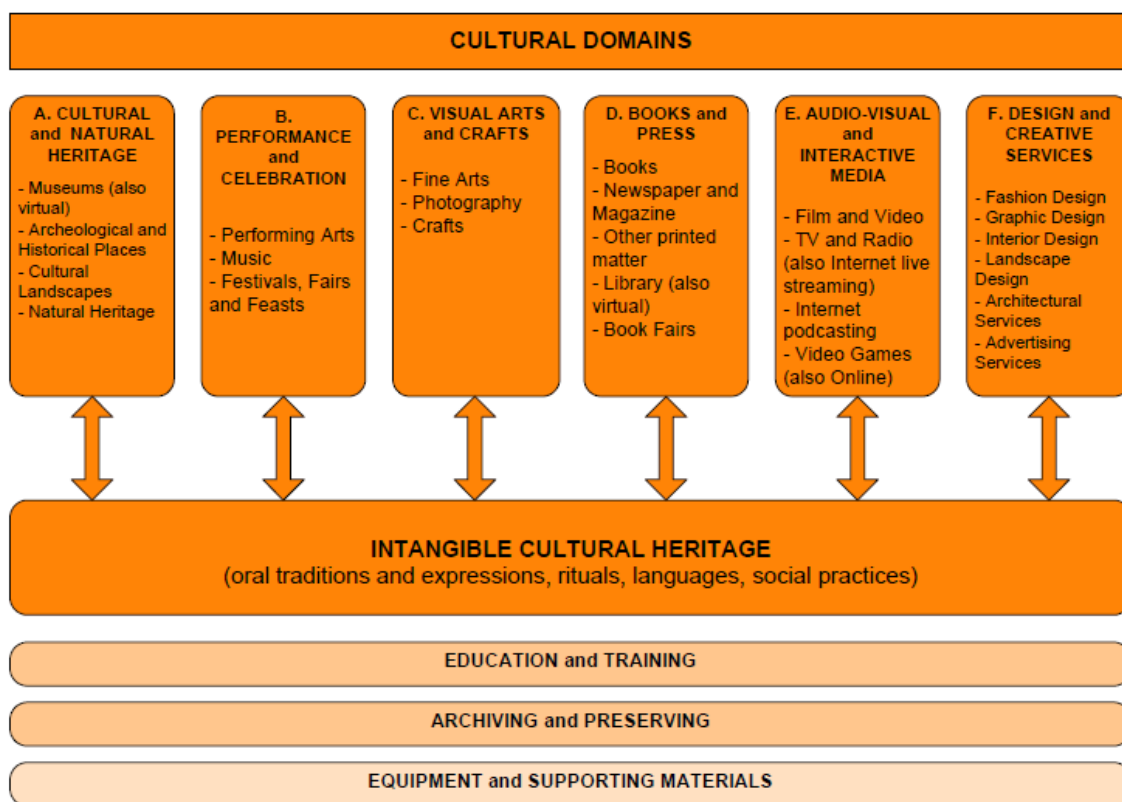 CULTURAL DOMAINS
A. CULTURAL
and NATURAL
HERITAGE
- Museums (also
virtual)
- Archeological and
Historical Places
- Cultural
Landscapes
- Natural Heritage
B.
PERFORMANCE
and
CELEBRATION
- Performing Arts
- Music
- Festivals, Fairs
and Feasts
C. VISUAL ARTS
and CRAFTS
- Fine Arts
- Photography
- Crafts
D. BOOKS and
PRESS
- Books
- Newspaper and
Magazine
- Other printed
matter
- Library (also
virtual)
- Book Fairs
E. AUDIO-VISUAL
and
INTERACTIVE
MEDIA
- Film and Video
- TV and Radio
(also Internet live
streaming)
- Internet
podcasting
- Video Games
(also Online)
F. DESIGN and
CREATIVE
SERVICES
- Fashion Design
- Graphic Design
- Interior Design
- Landscape
Design
- Architectural
Services
- Advertising
Services
INTANGIBLE CULTURAL HERITAGE
(oral traditions and expressions, rituals, languages, social practices)
EDUCATION and TRAINING
ARCHIVING and PRESERVING
EQUIPMENT and SUPPORTING MATERIALS